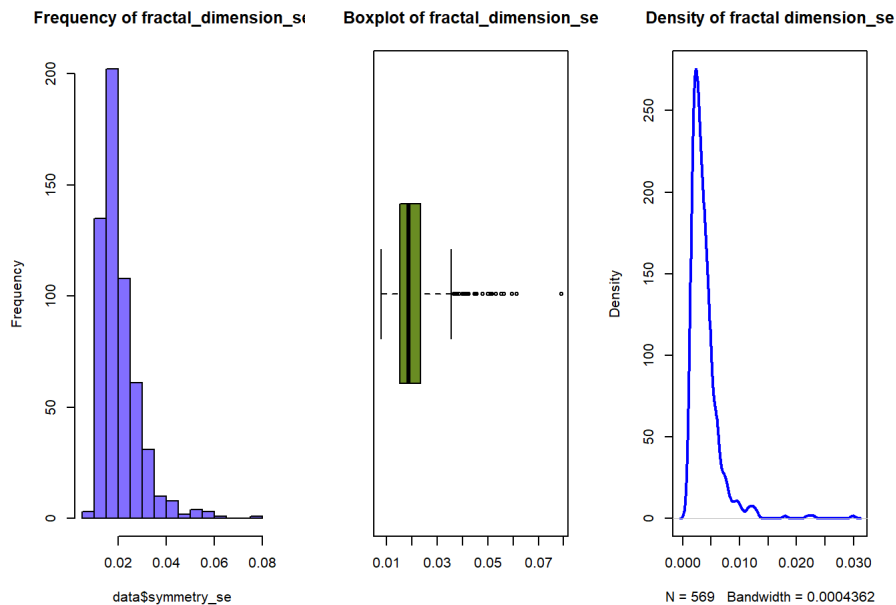 Frequency of fractal_dimension_se
Frequency
200
150
100
50
0
0.02 0.04 0.06 0.08
data$symmetry_se
Boxplot of fractal_dimension_se
0.01 0.03 0.05 0.07
Density of fractal dimension_se
Density
250
200
150
100
50
0
0.000 0.010 0.020 0.030
N = 569 Bandwidth = 0.0004362